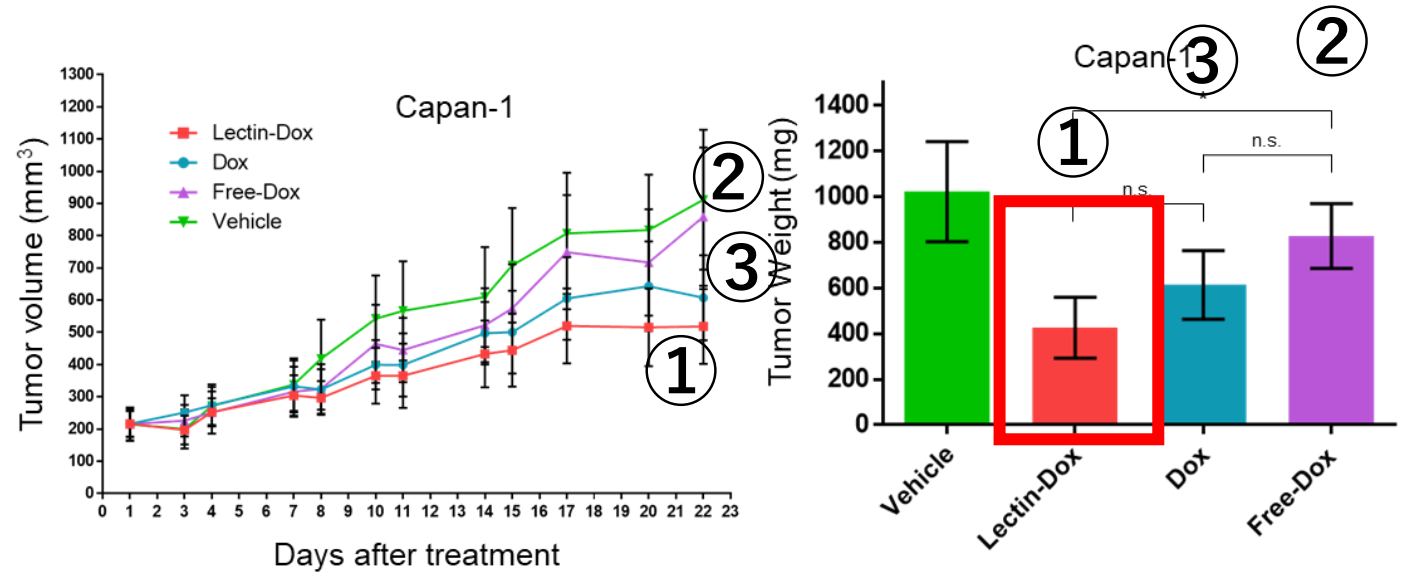 Capan-1
Lectin-Dox
Dox
Free-Dox
Vehicle
Tumor volume (mm³)
1300
1200
1100
1000
900
800
700
600
500
400
300
200
100
0
0 1 2 3 4 5 6 7 8 9 10 11 12 13 14 15 16 17 18 19 20 21 22 23
Days after treatment
②
③
①
Capan-1
③
②
*
①
n.s.
n.s.
Tumor Weight (mg)
1400
1200
1000
800
600
400
200
0
Vehicle
Lectin-Dox
Dox
Free-Dox